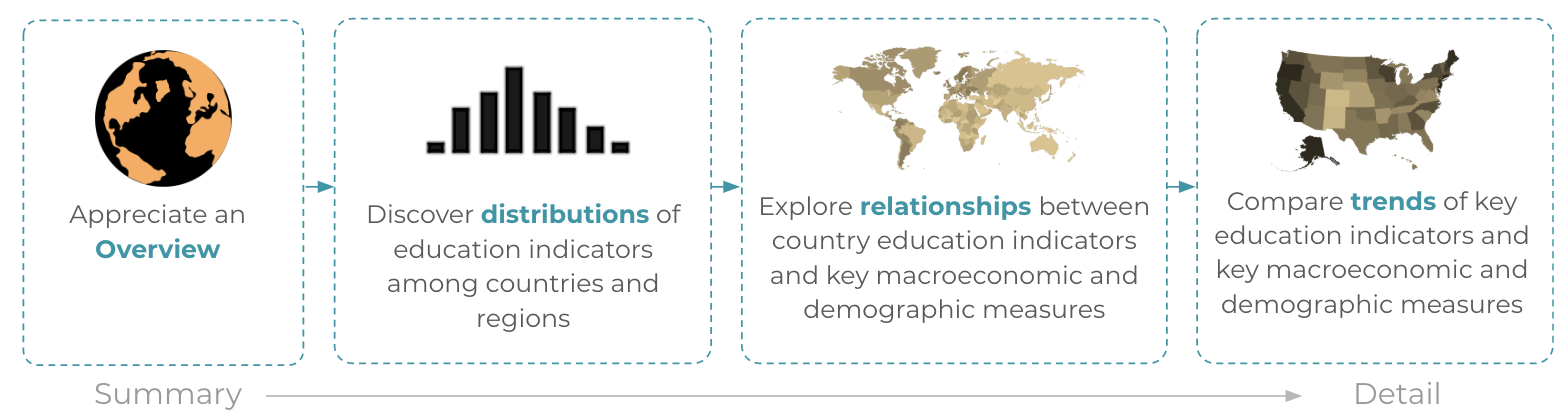 Appreciate an
Overview
Discover distributions of
education indicators
among countries and
regions
Explore relationships between
country education indicators
and key macroeconomic and
demographic measures
Compare trends of key
education indicators and
key macroeconomic and
demographic measures
Summary
Detail